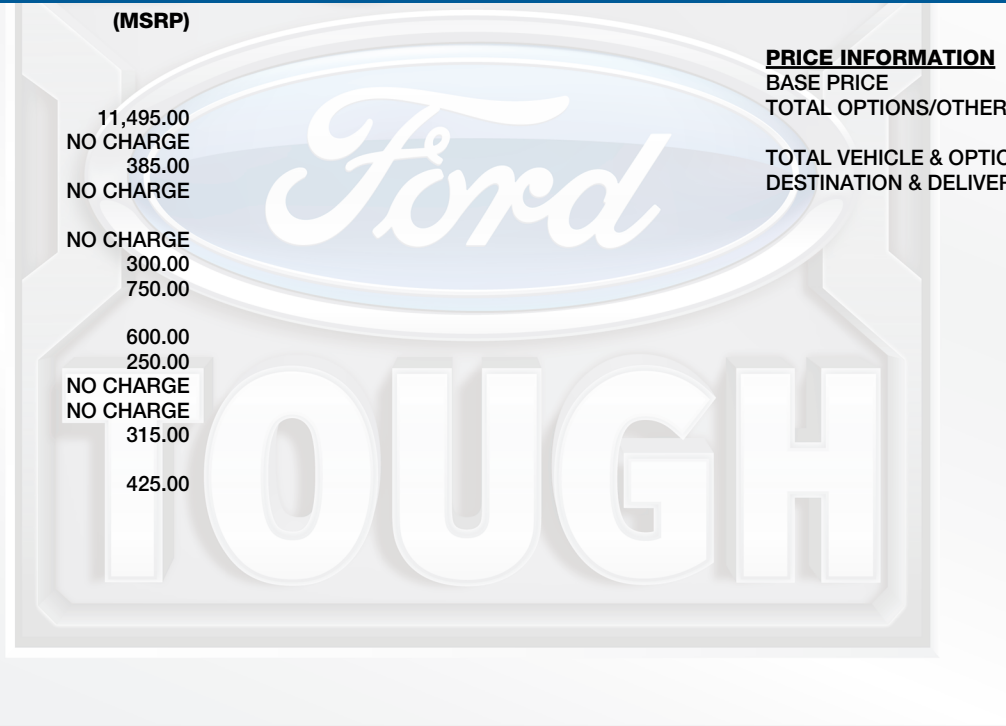 (MSRP)
11,495.00
NO CHARGE
385.00
NO CHARGE
NO CHARGE
300.00
750.00
600.00
250.00
NO CHARGE
NO CHARGE
315.00
425.00
PRICE INFORMATION
BASE PRICE
TOTAL OPTIONS/OTHER
TOTAL VEHICLE & OPTIO
DESTINATION & DELIVER
Ford
TOUGH